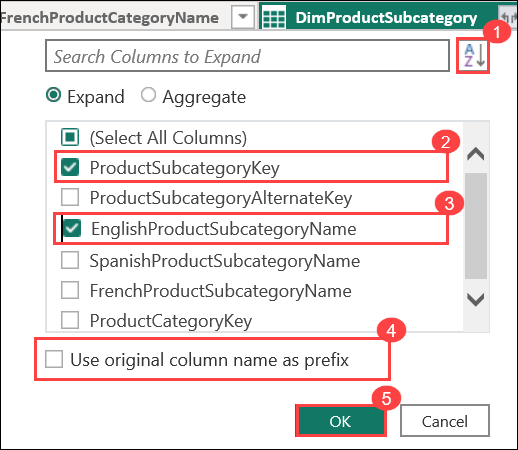 FrenchProductCategoryName DimProductSubcategory
1
Search Columns to Expand AZ
Expand Aggregate
(Select All Columns) 2
ProductSubcategoryKey
ProductSubcategoryAlternateKey
3
EnglishProductSubcategoryName
SpanishProductSubcategoryName
FrenchProductSubcategoryName
ProductCategoryKey
4
Use original column name as prefix
5
OK Cancel